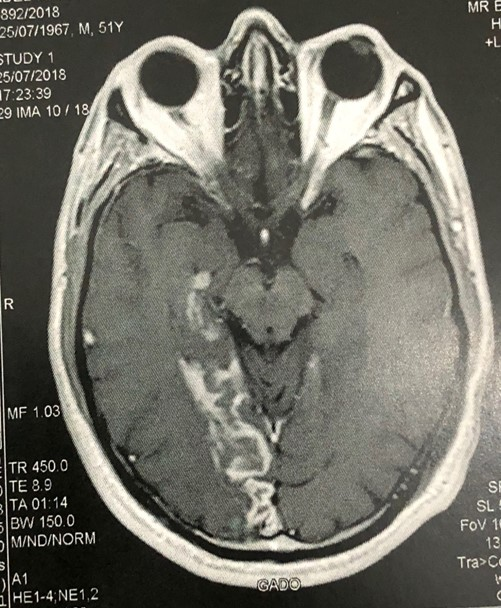 892/2018
25/07/1967, M, 51Y
STUDY 1
25/07/2018
17:23:39
29 IMA 10 / 18
MR
H
+L
R
MF 1.03
TR 450.0
TE 8.9
TA 01:14
BW 150.0
M/ND/NORM
A1
HE1-4;NE1,2
GADO
SL
FoV
13
Tra>Co